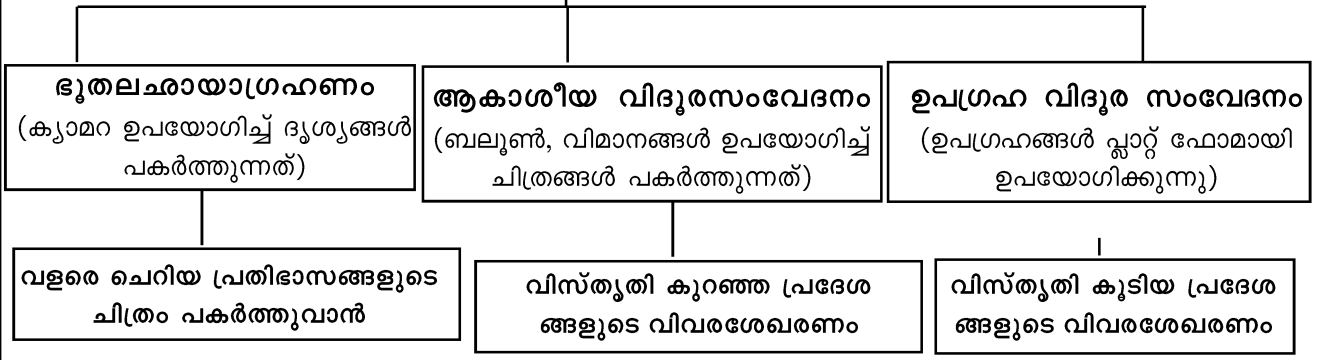 ഭൂതലഛായാഗ്രഹണം
(ക്യാമറ ഉപയോഗിച്ച് ദൃശ്യങ്ങൾ
പകർത്തുന്നത്)
ആകാശീയ വിദൂരസംവേദനം
(ബലൂൺ, വിമാനങ്ങൾ ഉപയോഗിച്ച്
ചിത്രങ്ങൾ പകർത്തുന്നത്)
ഉപഗ്രഹ വിദൂര സംവേദനം
(ഉപഗ്രഹങ്ങൾ പ്ലാറ്റ് ഫോമായി
ഉപയോഗിക്കുന്നു)
വളരെ ചെറിയ പ്രതിഭാസങ്ങളുടെ
ചിത്രം പകർത്തുവാൻ
വിസ്തൃതി കുറഞ്ഞ പ്രദേശ
ങ്ങളുടെ വിവരശേഖരണം
വിസ്തൃതി കൂടിയ പ്രദേശ
ങ്ങളുടെ വിവരശേഖരണം